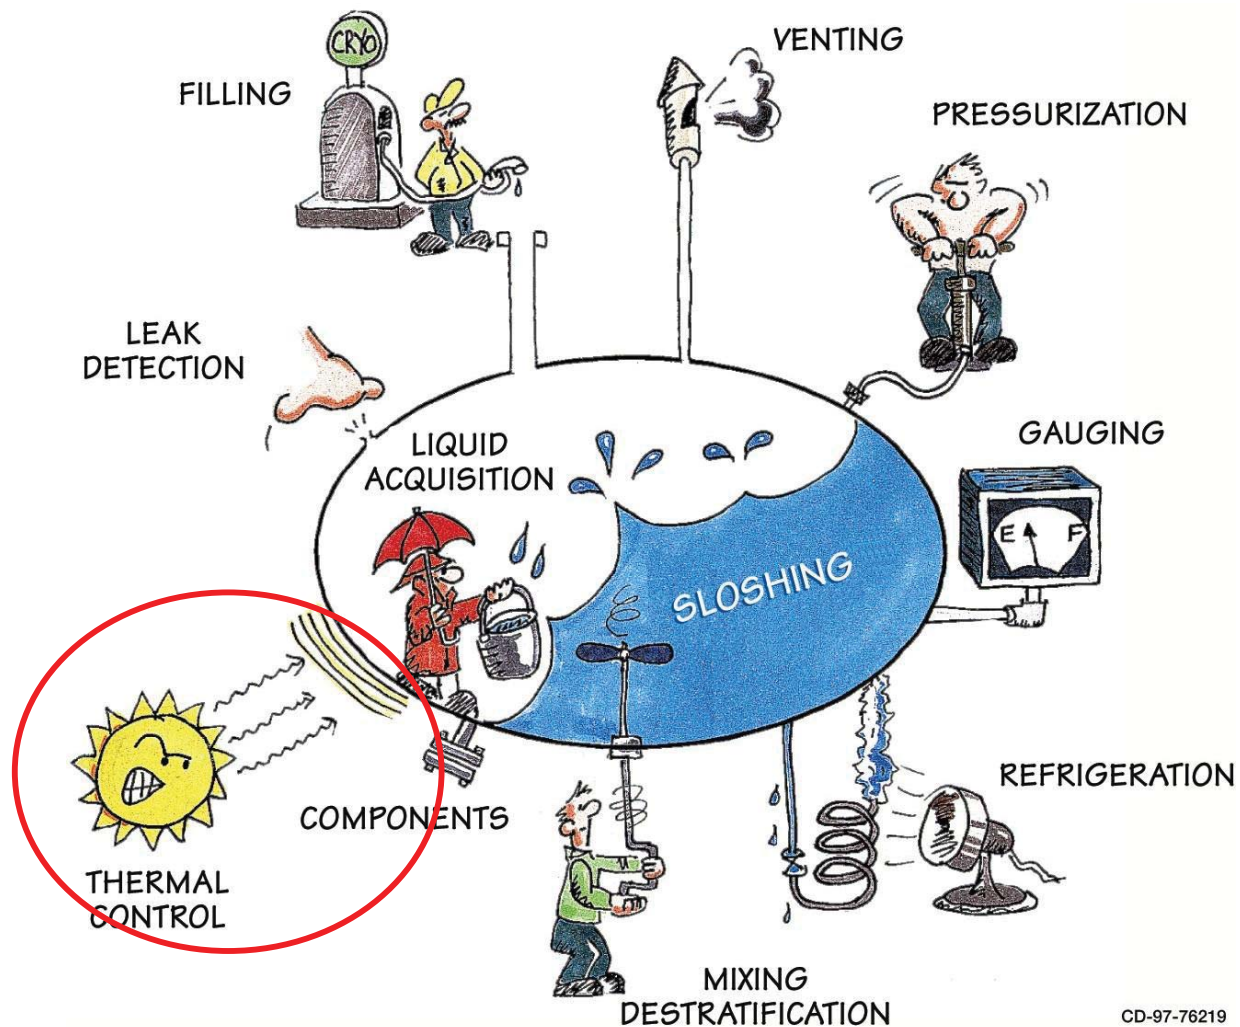 CRYO
FILLING
VENTING
PRESSURIZATION
LEAK
DETECTION
LIQUID
ACQUISITION
GAUGING
E F
SLOSHING
REFRIGERATION
COMPONENTS
THERMAL
CONTROL
MIXING
DESTRATIFICATION
CD-97-76219